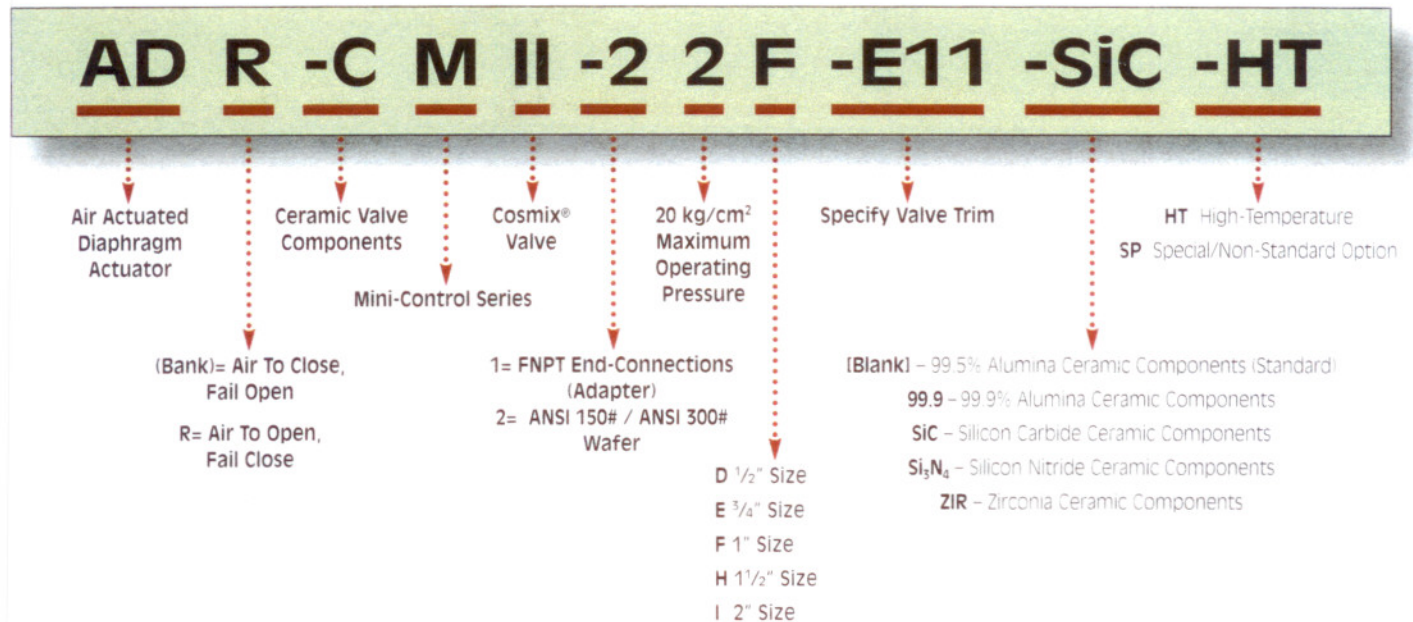 AD R -C M II -2 2 F -E11 -SiC -HT
Air Actuated
Diaphragm
Actuator
Ceramic Valve
Components
Cosmix®
Valve
20 kg/cm²
Maximum
Operating
Pressure
Specify Valve Trim
HT High-Temperature
SP Special/Non-Standard Option
Mini-Control Series
(Bank)= Air To Close,
Fail Open
R= Air To Open,
Fail Close
1= FNPT End-Connections
(Adapter)
2= ANSI 150# / ANSI 300#
Wafer
[Blank] – 99.5% Alumina Ceramic Components (Standard)
99.9 – 99.9% Alumina Ceramic Components
SiC – Silicon Carbide Ceramic Components
Si₃N₄ – Silicon Nitride Ceramic Components
ZIR – Zirconia Ceramic Components
D 1/2" Size
E 3/4" Size
F 1" Size
H 1 1/2" Size
I 2" Size